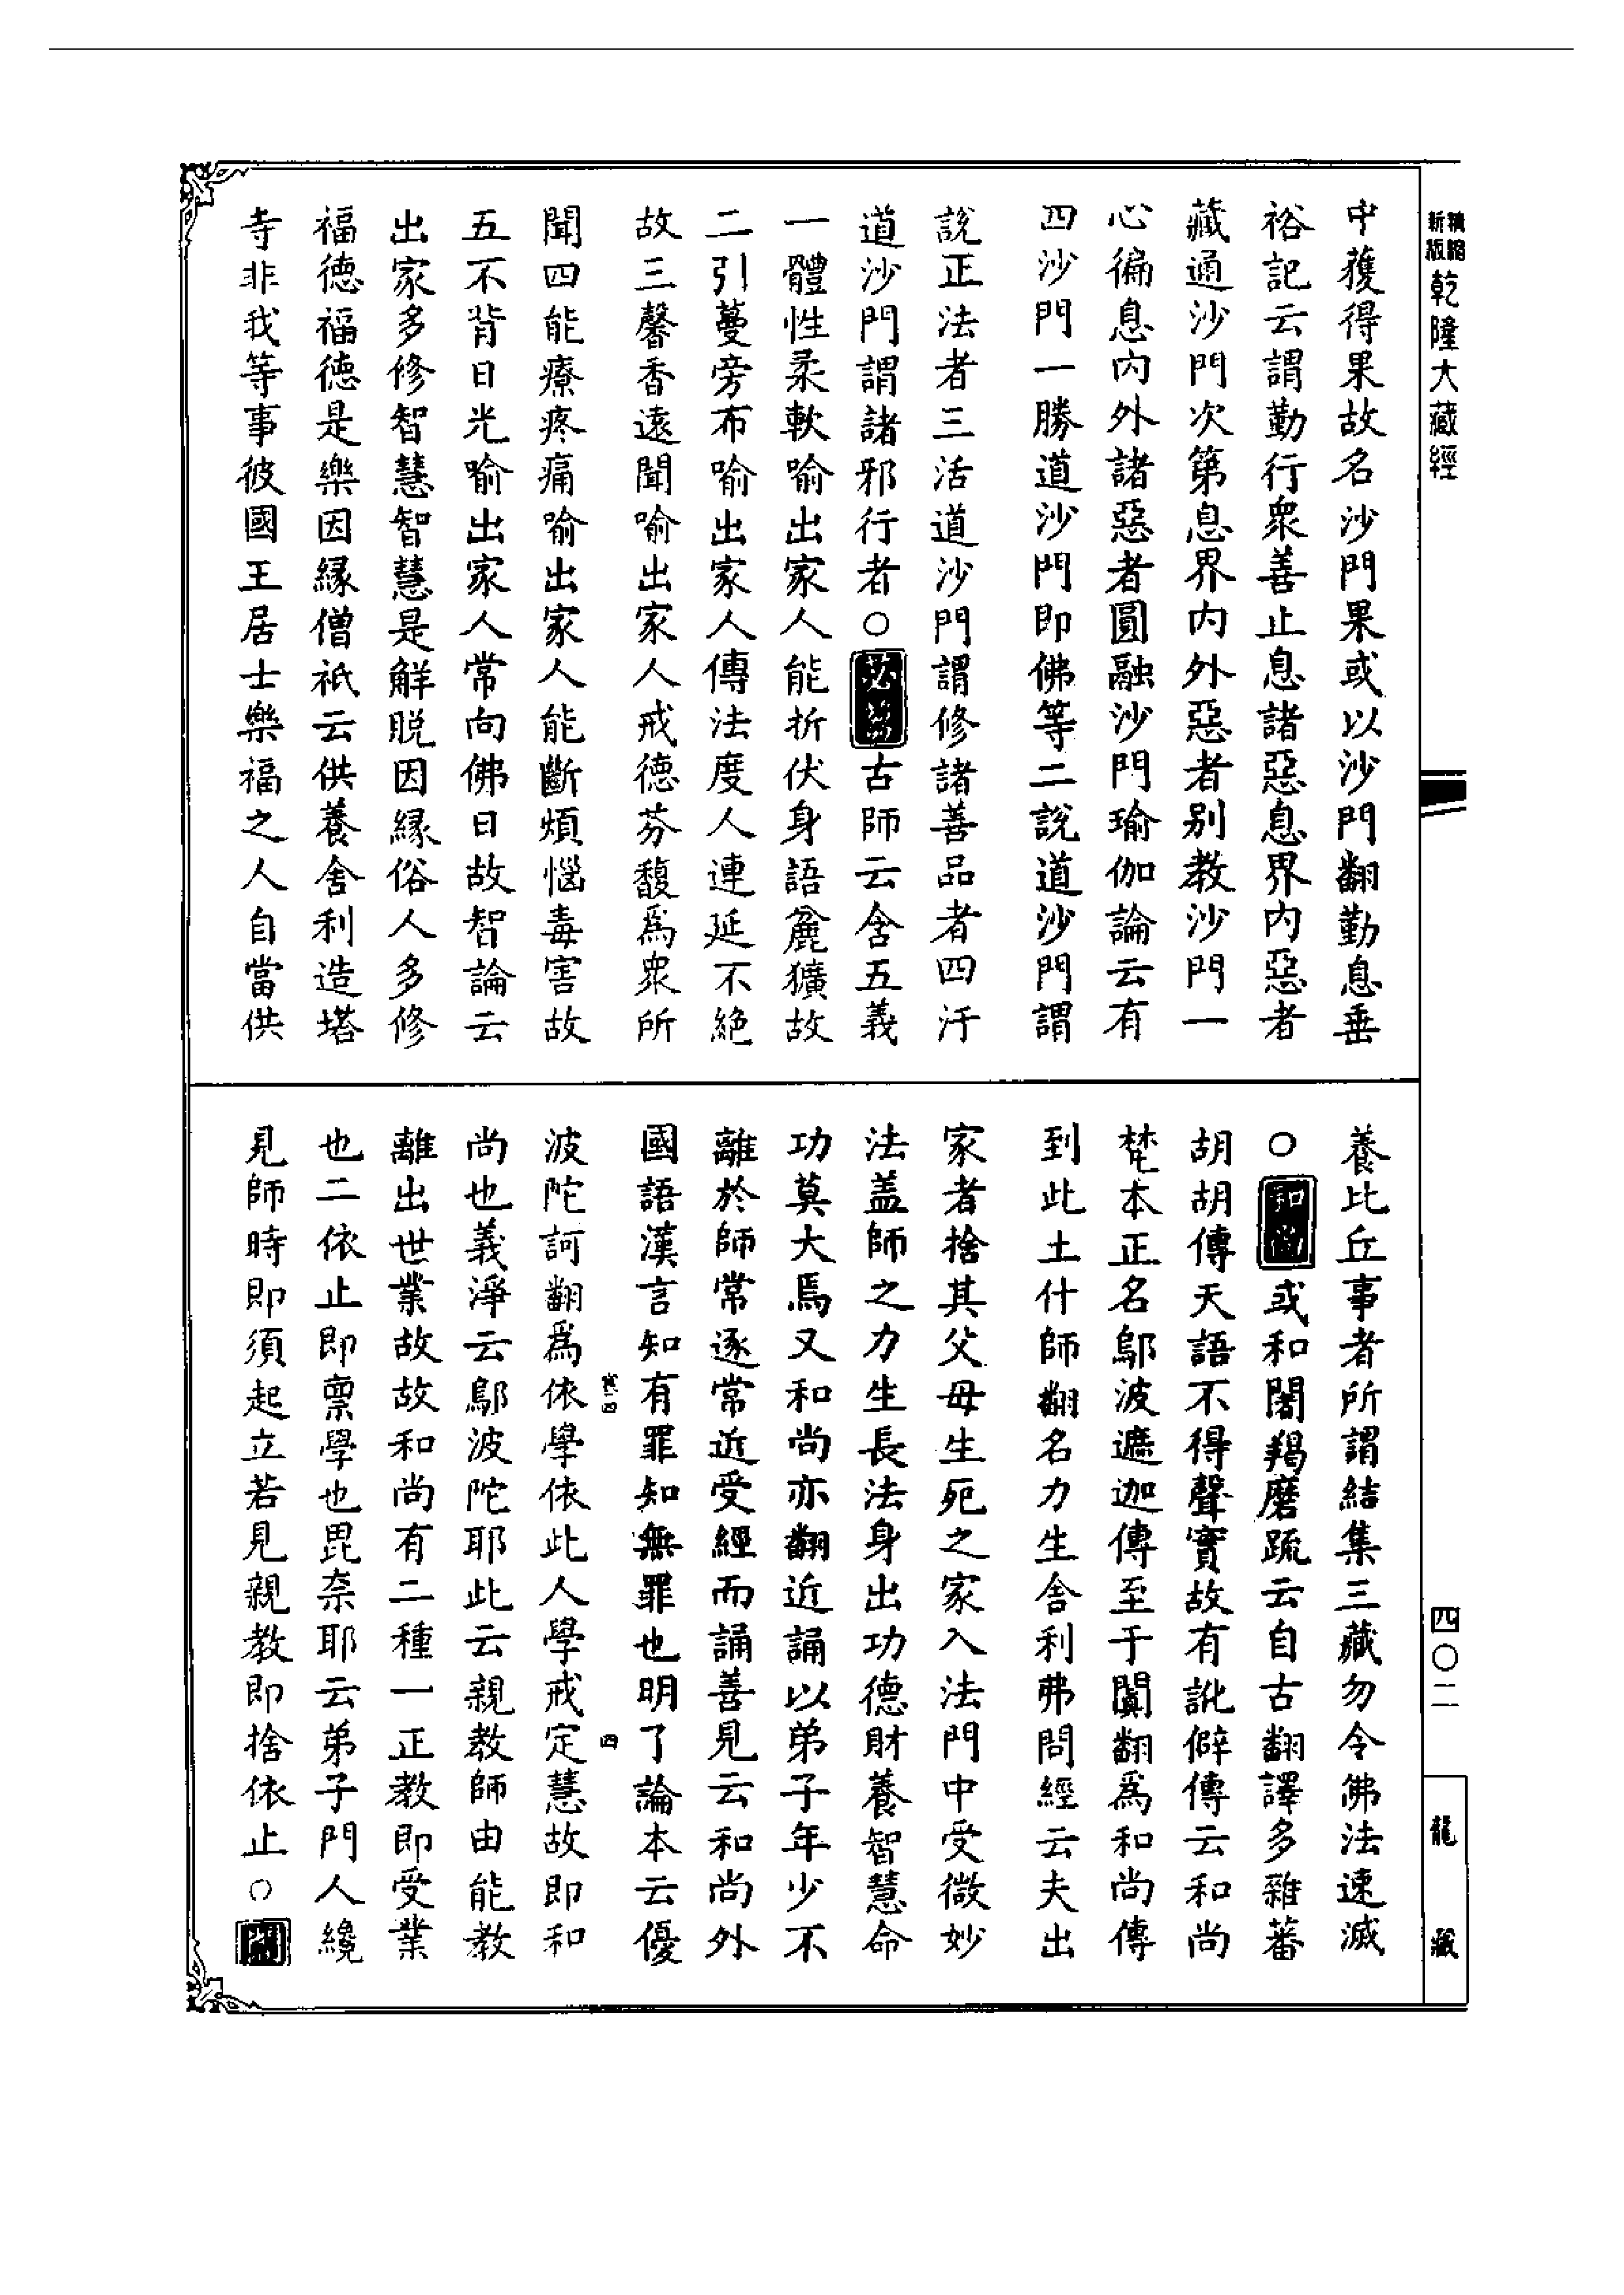 精縮新版乾隆大藏經
中獲得果故名沙門果或以沙門翻勤息垂
裕記云謂勤行衆善止息諸惡息界內惡者
藏通沙門次第息界內外惡者別教沙門一
心徧息內外諸惡者圓融沙門瑜伽論云有
四沙門一勝道沙門即佛等二說道沙門謂
說正法者三活道沙門謂修諸善品者四汙
道沙門謂諸邪行者○苾芻古師云含五義
一體性柔軟喻出家人能折伏身語麄獷故
二引蔓旁布喻出家人傳法度人連延不絕
故三馨香遠聞喻出家人戒德芬馥爲衆所
聞四能療疼痛喻出家人能斷煩惱毒害故
五不背日光喻出家人常向佛日故智論云
出家多修智慧智慧是解脫因緣俗人多修
福德福德是樂因緣僧祇云供養舍利造塔
寺非我等事彼國王居士樂福之人自當供
養比丘事者所謂結集三藏勿令佛法速滅
○和尚或和闍羯磨疏云自古翻譯多雜蕃
胡胡傳天語不得聲實故有訛僻傳云和尚
梵本正名鄔波遮迦傳至于闐翻爲和尚傳
到此土什師翻名力生舍利弗問經云夫出
家者捨其父母生死之家入法門中受微妙
法盖師之力生長法身出功德財養智慧命
功莫大焉又和尚亦翻近誦以弟子年少不
離於師常逐常近受經而誦善見云和尚外
國語漢言知有罪知無罪也明了論本云優
波陀訶翻爲依學依此人學戒定慧故即和
尚也義淨云鄔波陀耶此云親教師由能教
離出世業故故和尚有二種一正教即受業
也二依止即禀學也毘奈耶云弟子門人纔
見師時即須起立若見親教即捨依止○闍
四
四〇二
龍藏